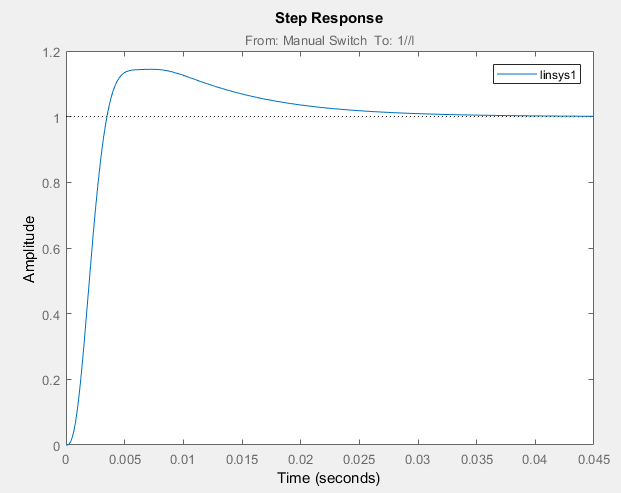 Step Response
From: Manual Switch  To: 1//l
linsys1
Amplitude
1.2
1
0.8
0.6
0.4
0.2
0
0 0.005 0.01 0.015 0.02 0.025 0.03 0.035 0.04 0.045
Time (seconds)